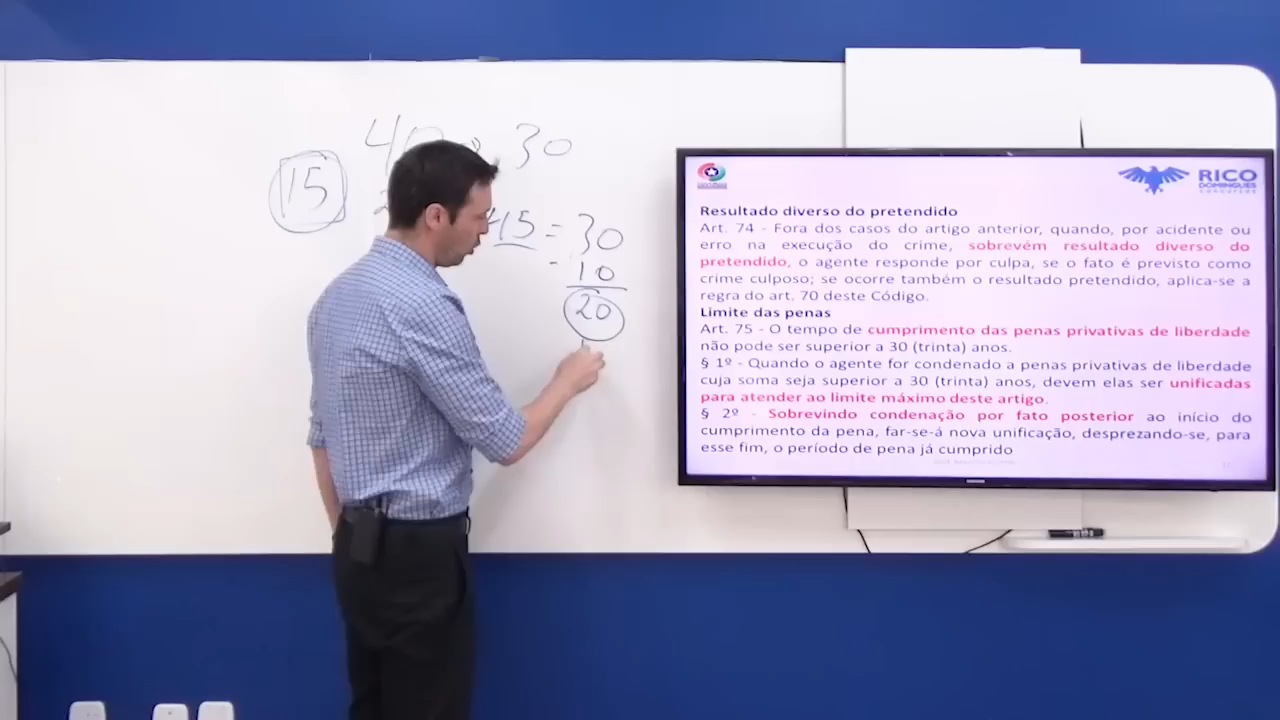 40 30
15
45 = 30
- 10
20
RICO
DOMINGUES
CONCURSOS
Resultado diverso do pretendido
Art. 74 - Fora dos casos do artigo anterior, quando, por acidente ou
erro na execução do crime, sobrevém resultado diverso do
pretendido, o agente responde por culpa, se o fato é previsto como
crime culposo; se ocorre também o resultado pretendido, aplica-se a
regra do art. 70 deste Código.
Limite das penas
Art. 75 - O tempo de cumprimento das penas privativas de liberdade
não pode ser superior a 30 (trinta) anos.
§ 1º - Quando o agente for condenado a penas privativas de liberdade
cuja soma seja superior a 30 (trinta) anos, devem elas ser unificadas
para atender ao limite máximo deste artigo.
§ 2º - Sobrevindo condenação por fato posterior ao início do
cumprimento da pena, far-se-á nova unificação, desprezando-se, para
esse fim, o período de pena já cumprido